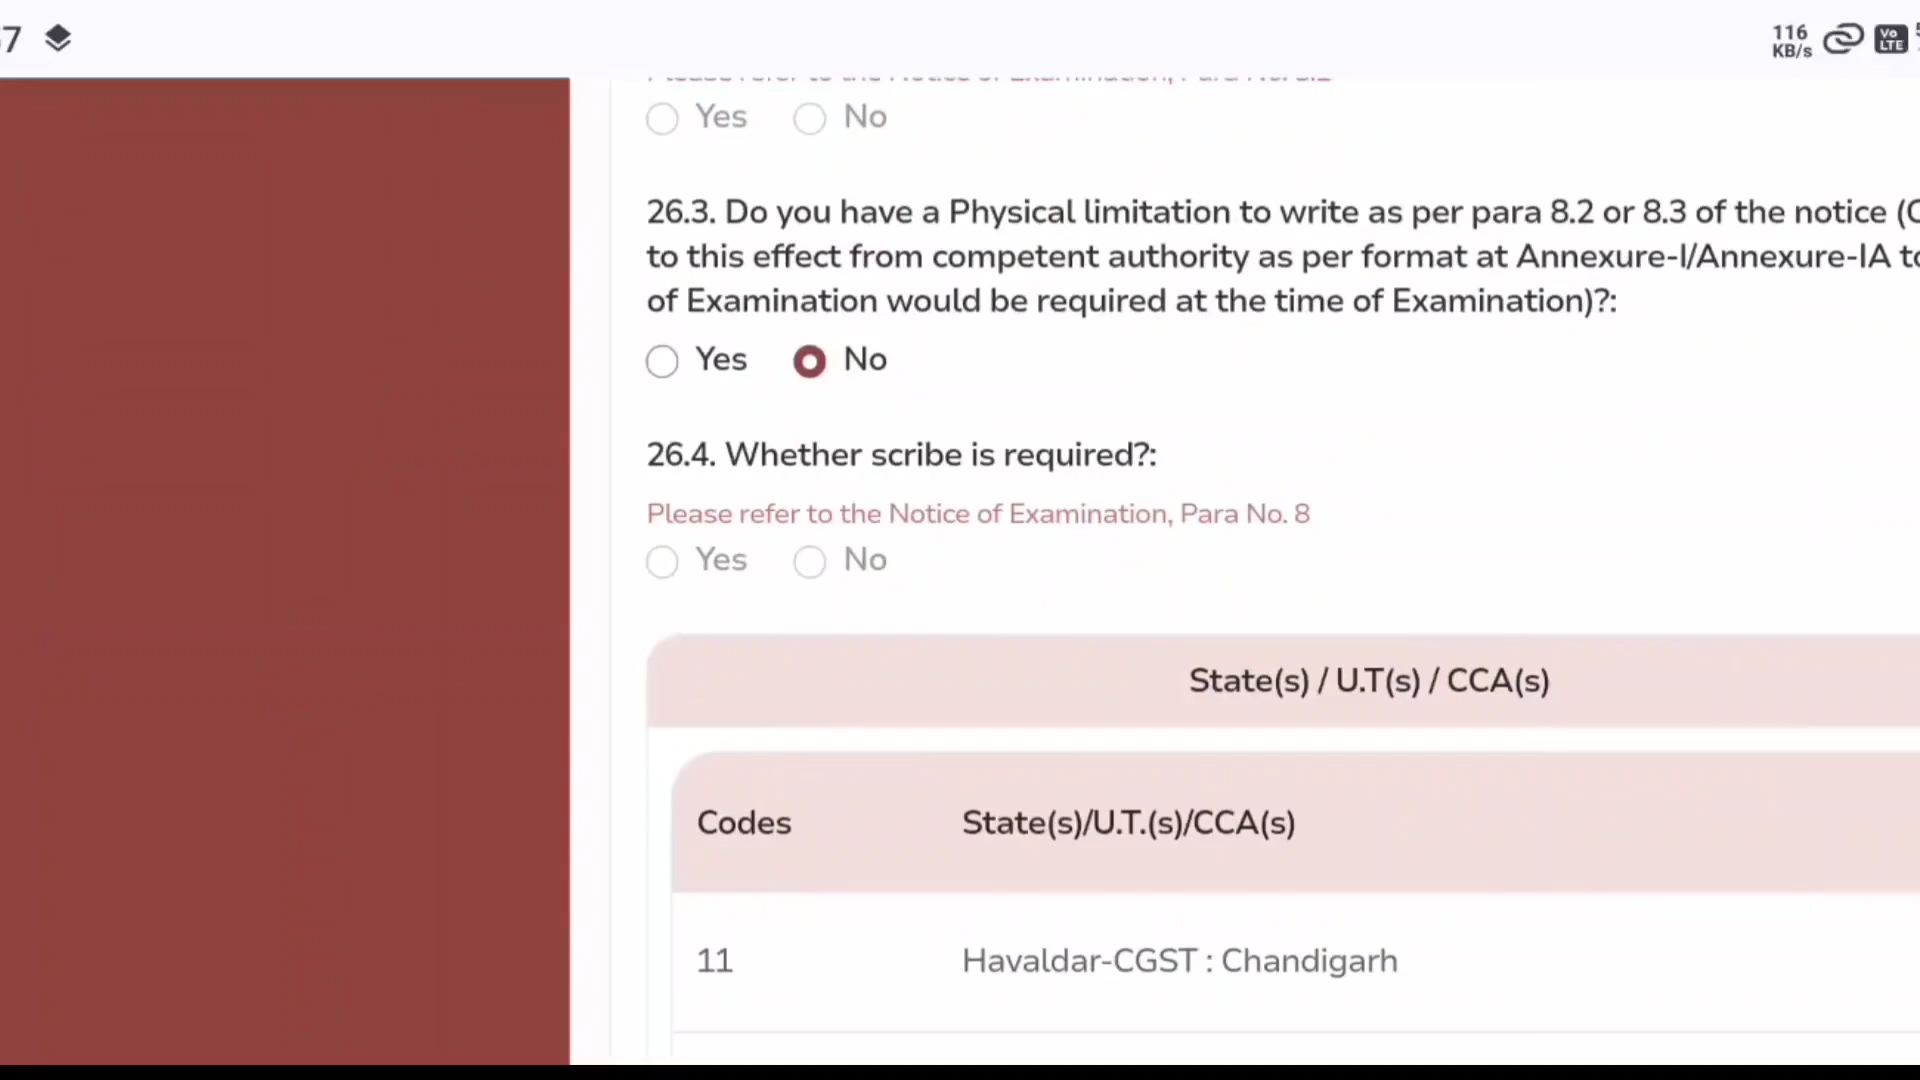 7
116
KB/s
Vo
LTE
Yes No
26.3. Do you have a Physical limitation to write as per para 8.2 or 8.3 of the notice (
to this effect from competent authority as per format at Annexure-I/Annexure-IA to
of Examination would be required at the time of Examination)?:
Yes No
26.4. Whether scribe is required?:
Please refer to the Notice of Examination, Para No. 8
Yes No
State(s) / U.T(s) / CCA(s)
Codes State(s)/U.T.(s)/CCA(s)
11 Havaldar-CGST : Chandigarh